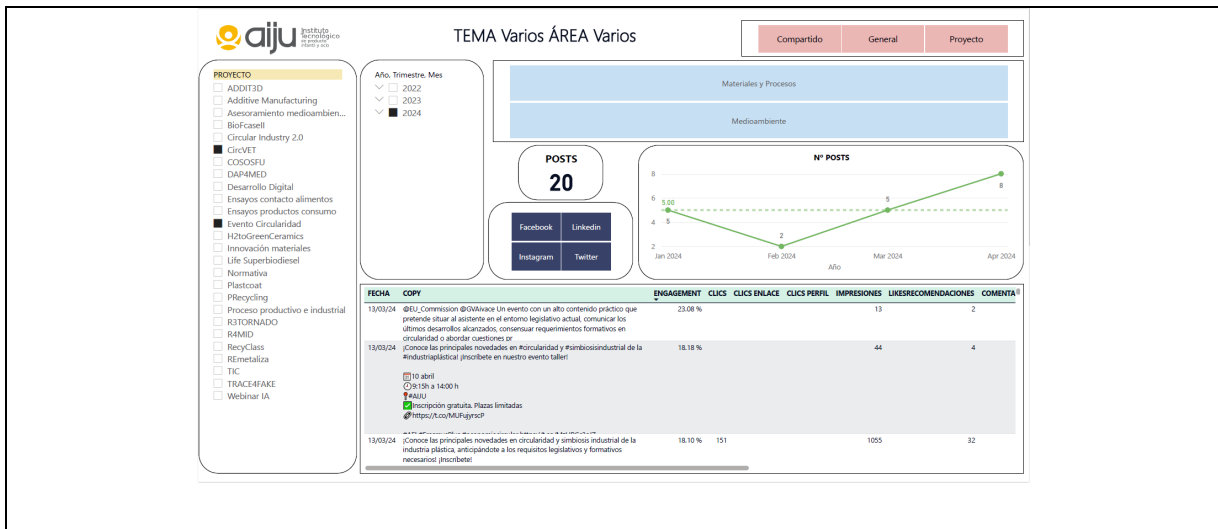 aiju
Instituto
Tecnológico
TEMA Varios ÁREA Varios
Compartido
General
Proyecto
PROYECTO
ADDIT3D
Additive Manufacturing
Asesoramiento medioambien...
BioFcaseII
Circular Industry 2.0
CircVET
COSOSFU
DAP4MED
Desarrollo Digital
Ensayos contacto alimentos
Ensayos productos consumo
Evento Circularidad
H2toGreenCeramics
Innovación materiales
Life Superbiodiesel
Normativa
Plastcoat
PRecycling
Proceso productivo e industrial
R3TORNADO
R4MID
RecyClass
REmetaliza
TIC
TRACE4FAKE
Webinar IA
Año, Trimestre, Mes
2022
2023
2024
Materiales y Procesos
Medioambiente
POSTS
20
Facebook
Linkedin
Instagram
Twitter
Nº POSTS
8
6
4
2
5.00
5
2
5
8
Jan 2024
Feb 2024
Mar 2024
Apr 2024
Año
FECHA COPY ENGAGEMENT CLICS CLICS ENLACE CLICS PERFIL IMPRESIONES LIKESRECOMENDACIONES COMENTA
13/03/24 @EU_Commission @GVAivace Un evento con un alto contenido práctico que 23.08 % 13 2
pretende situar al asistente en el entorno legislativo actual, comunicar los
últimos desarrollos alcanzados, consensuar requerimientos formativos en
circularidad o abordar cuestiones pr
13/03/24 ¡Conoce las principales novedades en #circularidad y #simbiosisindustrial de la 18.18 % 44 4
#industriaplástica! ¡Inscríbete en nuestro evento taller!
10 abril
9:15h a 14:00 h
#AIJU
Inscripción gratuita. Plazas limitadas
https://t.co/MUFujyrscP
13/03/24 ¡Conoce las principales novedades en circularidad y simbiosis industrial de la 18.10 % 151 1055 32
industria plástica, anticipándote a los requisitos legislativos y formativos
necesarios! ¡Inscríbete!